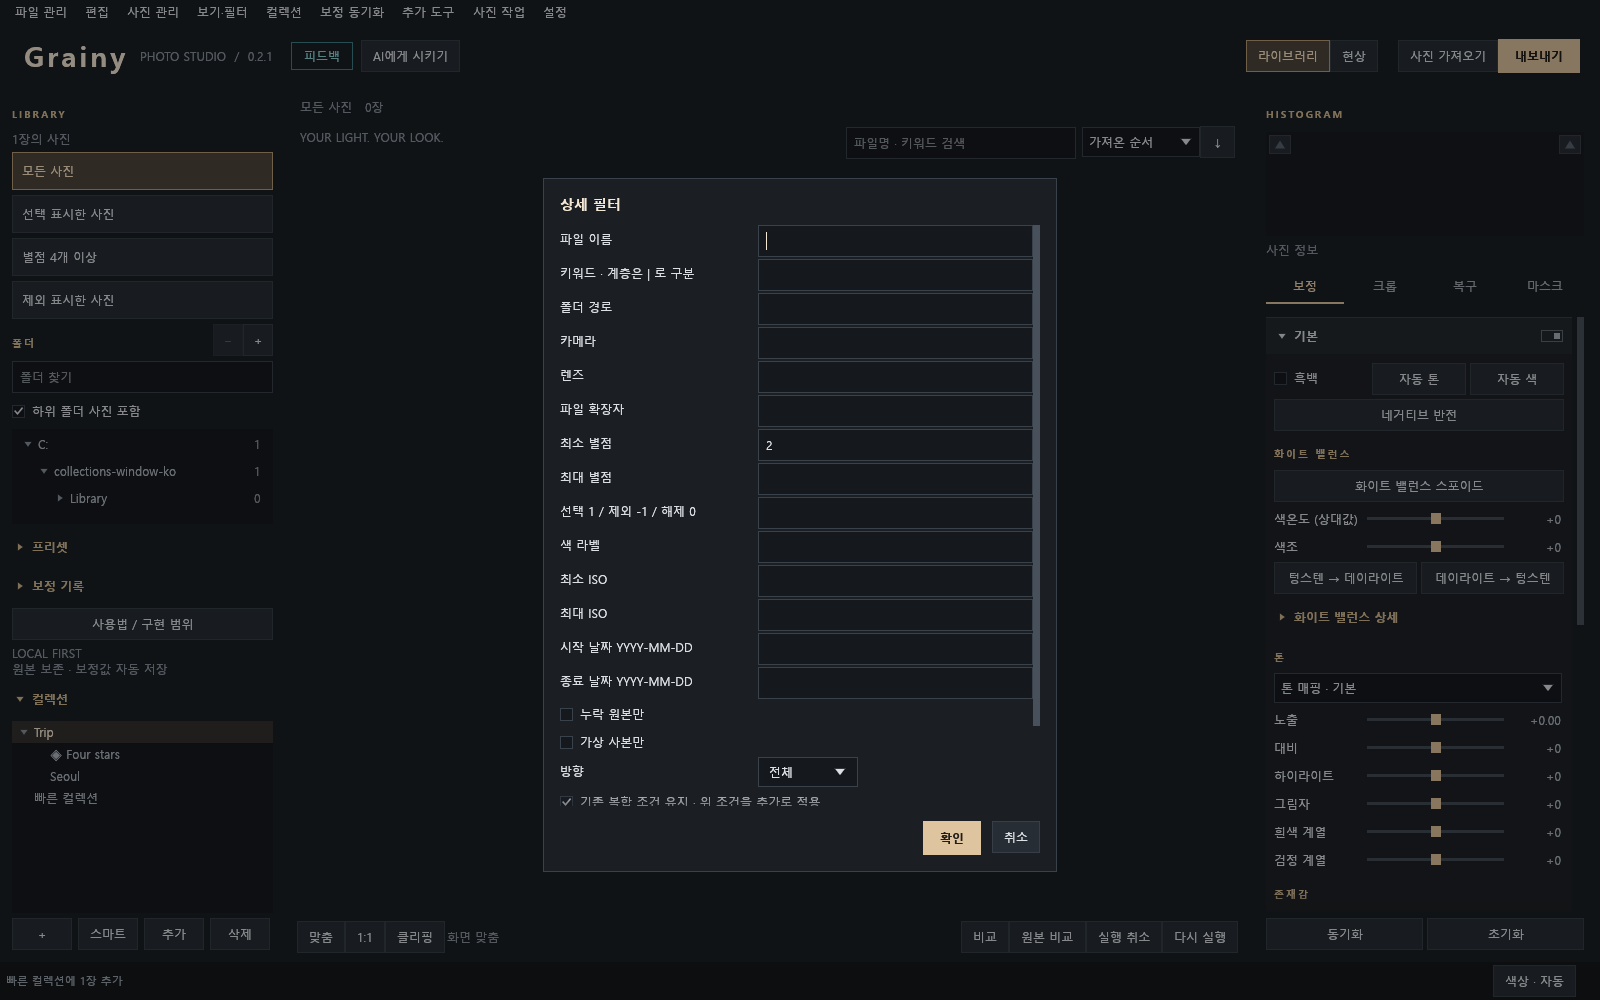 파일 관리 편집 사진 관리 보기·필터 컬렉션 보정 동기화 추가 도구 사진 작업 설정
Grainy PHOTO STUDIO / 0.2.1 피드백 AI에게 시키기 라이브러리 현상 사진 가져오기 내보내기
LIBRARY
1장의 사진
모든 사진
선택 표시한 사진
별점 4개 이상
제외 표시한 사진
폴더 − +
폴더 찾기
하위 폴더 사진 포함
C: 1
collections-window-ko 1
Library 0
프리셋
보정 기록
사용법 / 구현 범위
LOCAL FIRST
원본 보존 · 보정값 자동 저장
컬렉션
Trip
Four stars
Seoul
빠른 컬렉션
+ 스마트 추가 삭제
모든 사진 0장
YOUR LIGHT. YOUR LOOK.
파일명 · 키워드 검색 가져온 순서 ↓
상세 필터
파일 이름
키워드 · 계층은 | 로 구분
폴더 경로
카메라
렌즈
파일 확장자
최소 별점 2
최대 별점
선택 1 / 제외 -1 / 해제 0
색 라벨
최소 ISO
최대 ISO
시작 날짜 YYYY-MM-DD
종료 날짜 YYYY-MM-DD
누락 원본만
가상 사본만
방향 전체
기존 복합 조건 유지 · 위 조건을 추가로 적용
확인 취소
맞춤 1:1 클리핑 화면 맞춤 비교 원본 비교 실행 취소 다시 실행
HISTOGRAM
사진 정보
보정 크롭 복구 마스크
기본
흑백 자동 톤 자동 색
네거티브 반전
화이트 밸런스
화이트 밸런스 스포이드
색온도 (상대값) +0
색조 +0
텅스텐 → 데이라이트 데이라이트 → 텅스텐
화이트 밸런스 상세
톤
톤 매핑 · 기본
노출 +0.00
대비 +0
하이라이트 +0
그림자 +0
흰색 계열 +0
검정 계열 +0
존재감
동기화 초기화
빠른 컬렉션에 1장 추가 색상 · 자동